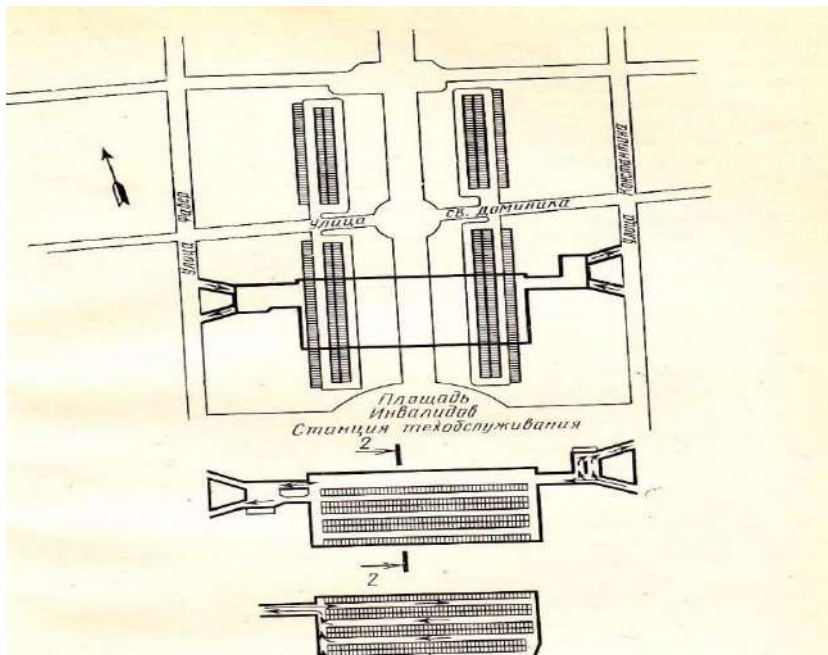 Улица Фабер
Улица
св. Доминика
Улица Константина
Площадь
Инвалидов
Станция техобслуживания
2
2